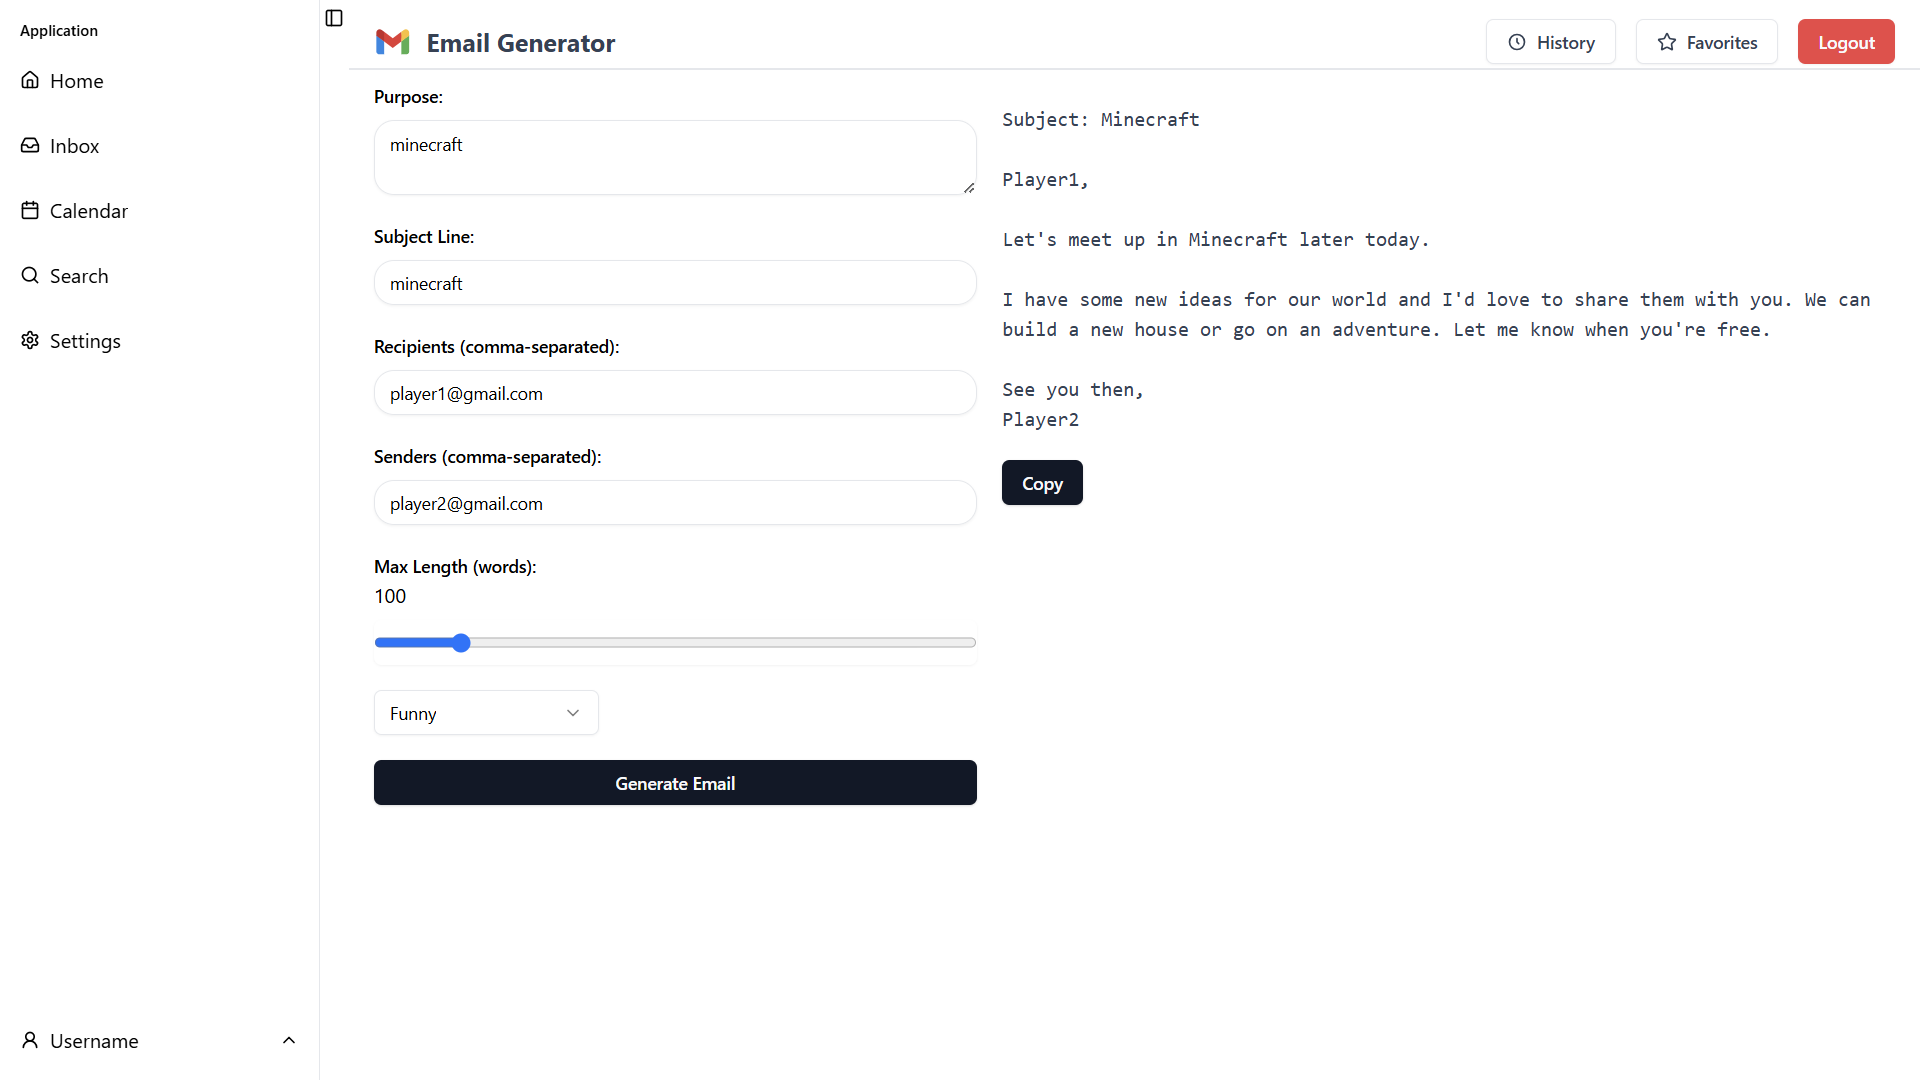 Application
Home
Inbox
Calendar
Search
Settings
Username
Email Generator
History
Favorites
Logout
Purpose:
minecraft
Subject Line:
minecraft
Recipients (comma-separated):
player1@gmail.com
Senders (comma-separated):
player2@gmail.com
Max Length (words):
100
Funny
Generate Email
Subject: Minecraft
Player1,
Let's meet up in Minecraft later today.
I have some new ideas for our world and I'd love to share them with you. We can
build a new house or go on an adventure. Let me know when you're free.
See you then,
Player2
Copy